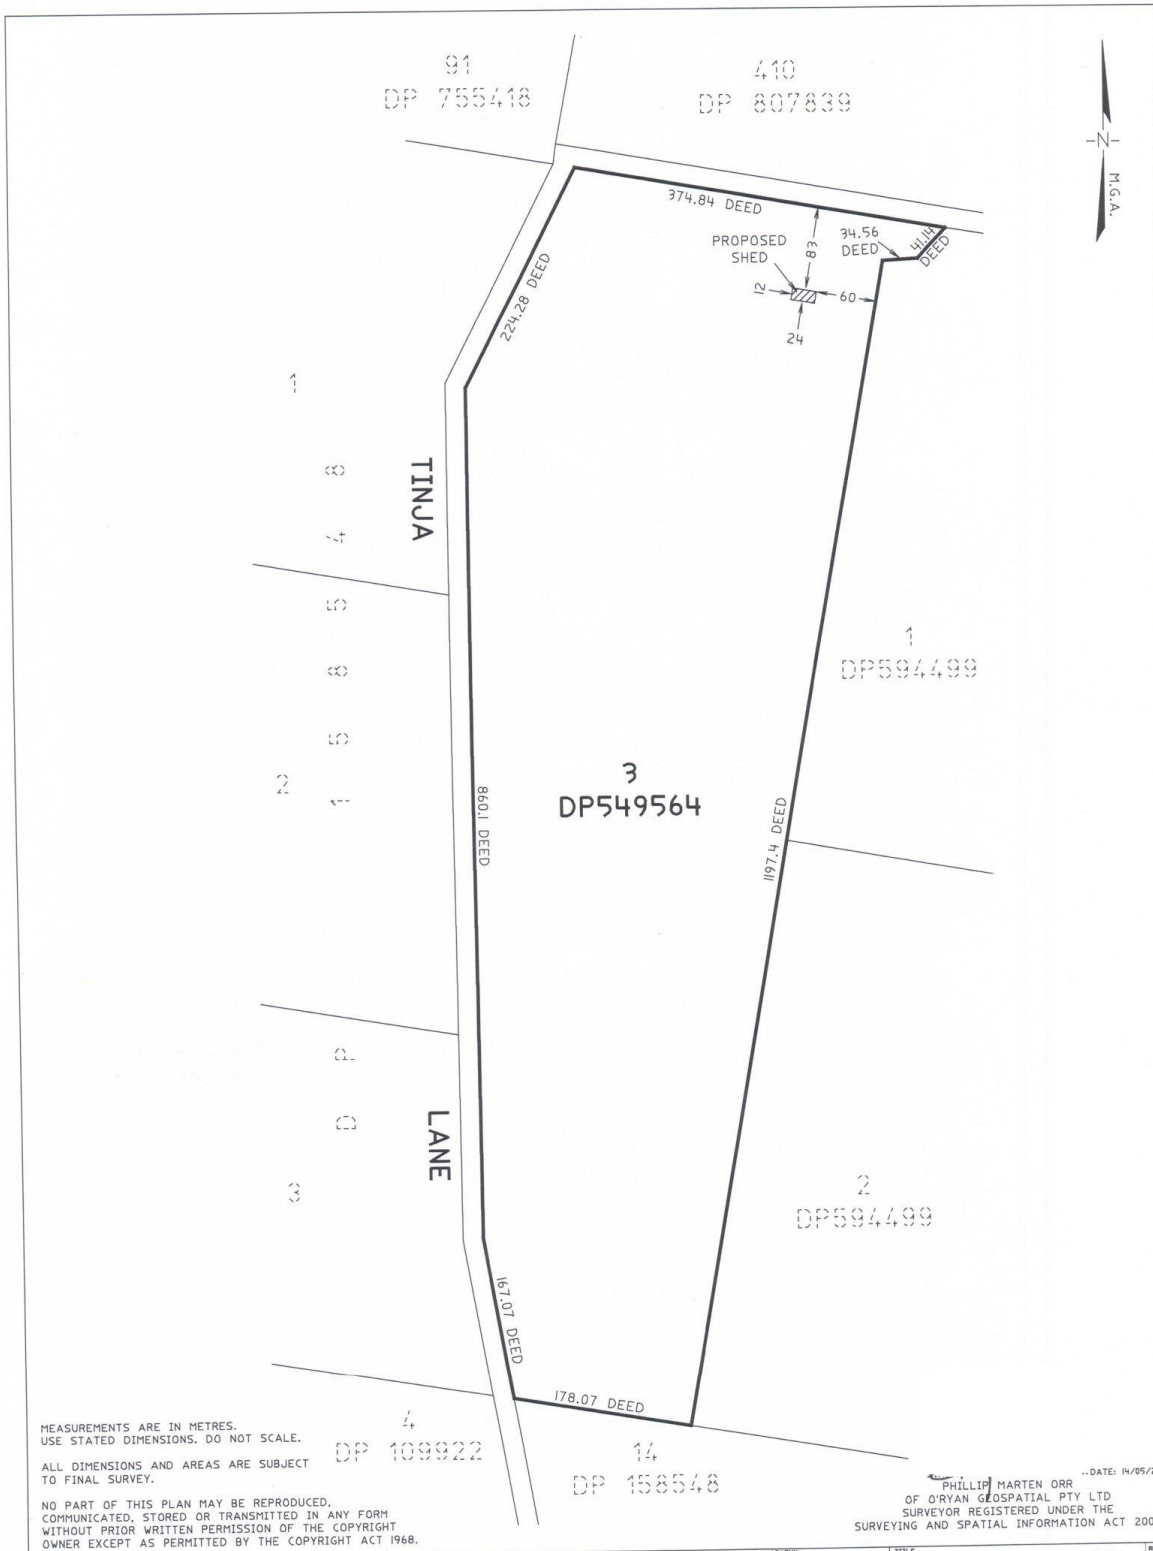 91
DP 755418
410
DP 807839
N
M.G.A.
374.84 DEED
34.56
DEED
41.14
DEED
PROPOSED
SHED
83
12
60
24
224.28 DEED
1
TINJA
1
DP594499
2
3
DP549564
860.1 DEED
1197.4 DEED
DP 1558548
LANE
3
2
DP594499
167.07 DEED
178.07 DEED
4
DP 109922
14
DP 158548
MEASUREMENTS ARE IN METRES.
USE STATED DIMENSIONS. DO NOT SCALE.
ALL DIMENSIONS AND AREAS ARE SUBJECT
TO FINAL SURVEY.
NO PART OF THIS PLAN MAY BE REPRODUCED,
COMMUNICATED, STORED OR TRANSMITTED IN ANY FORM
WITHOUT PRIOR WRITTEN PERMISSION OF THE COPYRIGHT
OWNER EXCEPT AS PERMITTED BY THE COPYRIGHT ACT 1968.
DATE: 14/05/
PHILLIP MARTEN ORR
OF O'RYAN GEOSPATIAL PTY LTD
SURVEYOR REGISTERED UNDER THE
SURVEYING AND SPATIAL INFORMATION ACT 200